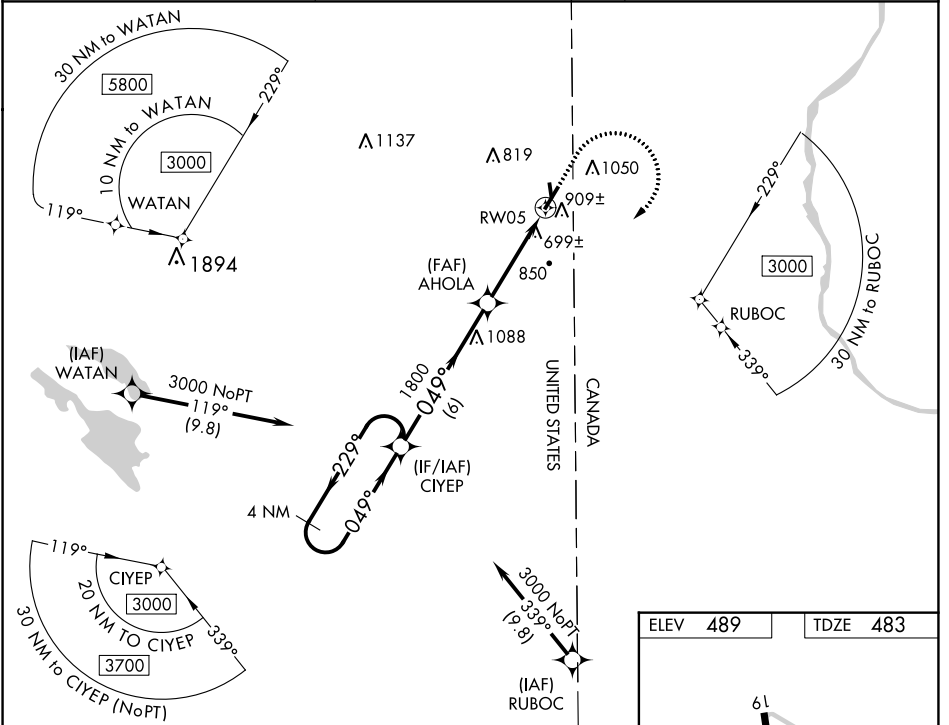 30 NM to WATAN
5800
229°
10 NM to WATAN
3000
WATAN
119°
1894
1137
819
1050
RW05
909±
699±
850
(FAF)
AHOLA
1088
229°
3000
RUBOC
339°
30 NM to RUBOC
(IAF)
WATAN
3000 NoPT
119°
(9.8)
1800
049°
(6)
UNITED STATES
CANADA
229°
049°
(IF/IAF)
CIYEP
4 NM
119°
CIYEP
3000
20 NM TO CIYEP
339°
3700
30 NM to CIYEP (NoPT)
3000 NoPT
339°
(9.8)
(IAF)
RUBOC
ELEV 489
TDZE 483
19